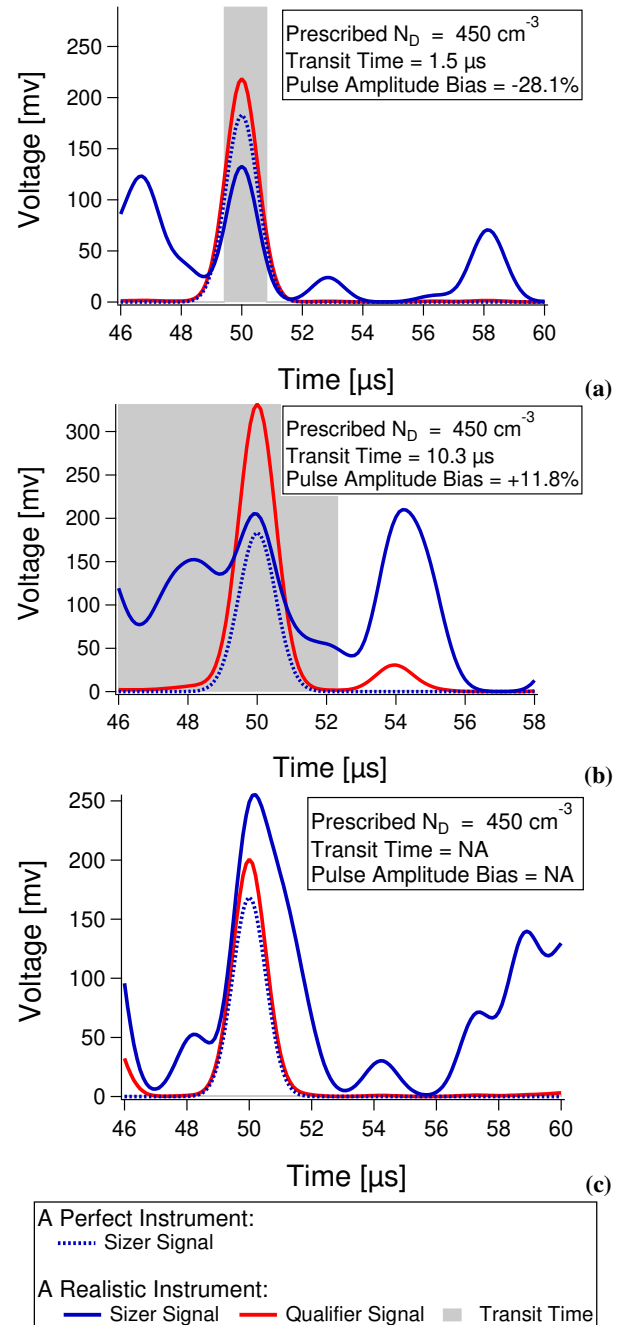 Prescribed N_D = 450 cm^-3
Transit Time = 1.5 µs
Pulse Amplitude Bias = -28.1%
Voltage [mv]
250
200
150
100
50
0
46 48 50 52 54 56 58 60
Time [µs]
(a)
Prescribed N_D = 450 cm^-3
Transit Time = 10.3 µs
Pulse Amplitude Bias = +11.8%
Voltage [mv]
300
250
200
150
100
50
0
46 48 50 52 54 56 58
Time [µs]
(b)
Prescribed N_D = 450 cm^-3
Transit Time = NA
Pulse Amplitude Bias = NA
Voltage [mv]
250
200
150
100
50
0
46 48 50 52 54 56 58 60
Time [µs]
(c)
A Perfect Instrument:
Sizer Signal
A Realistic Instrument:
Sizer Signal Qualifier Signal Transit Time